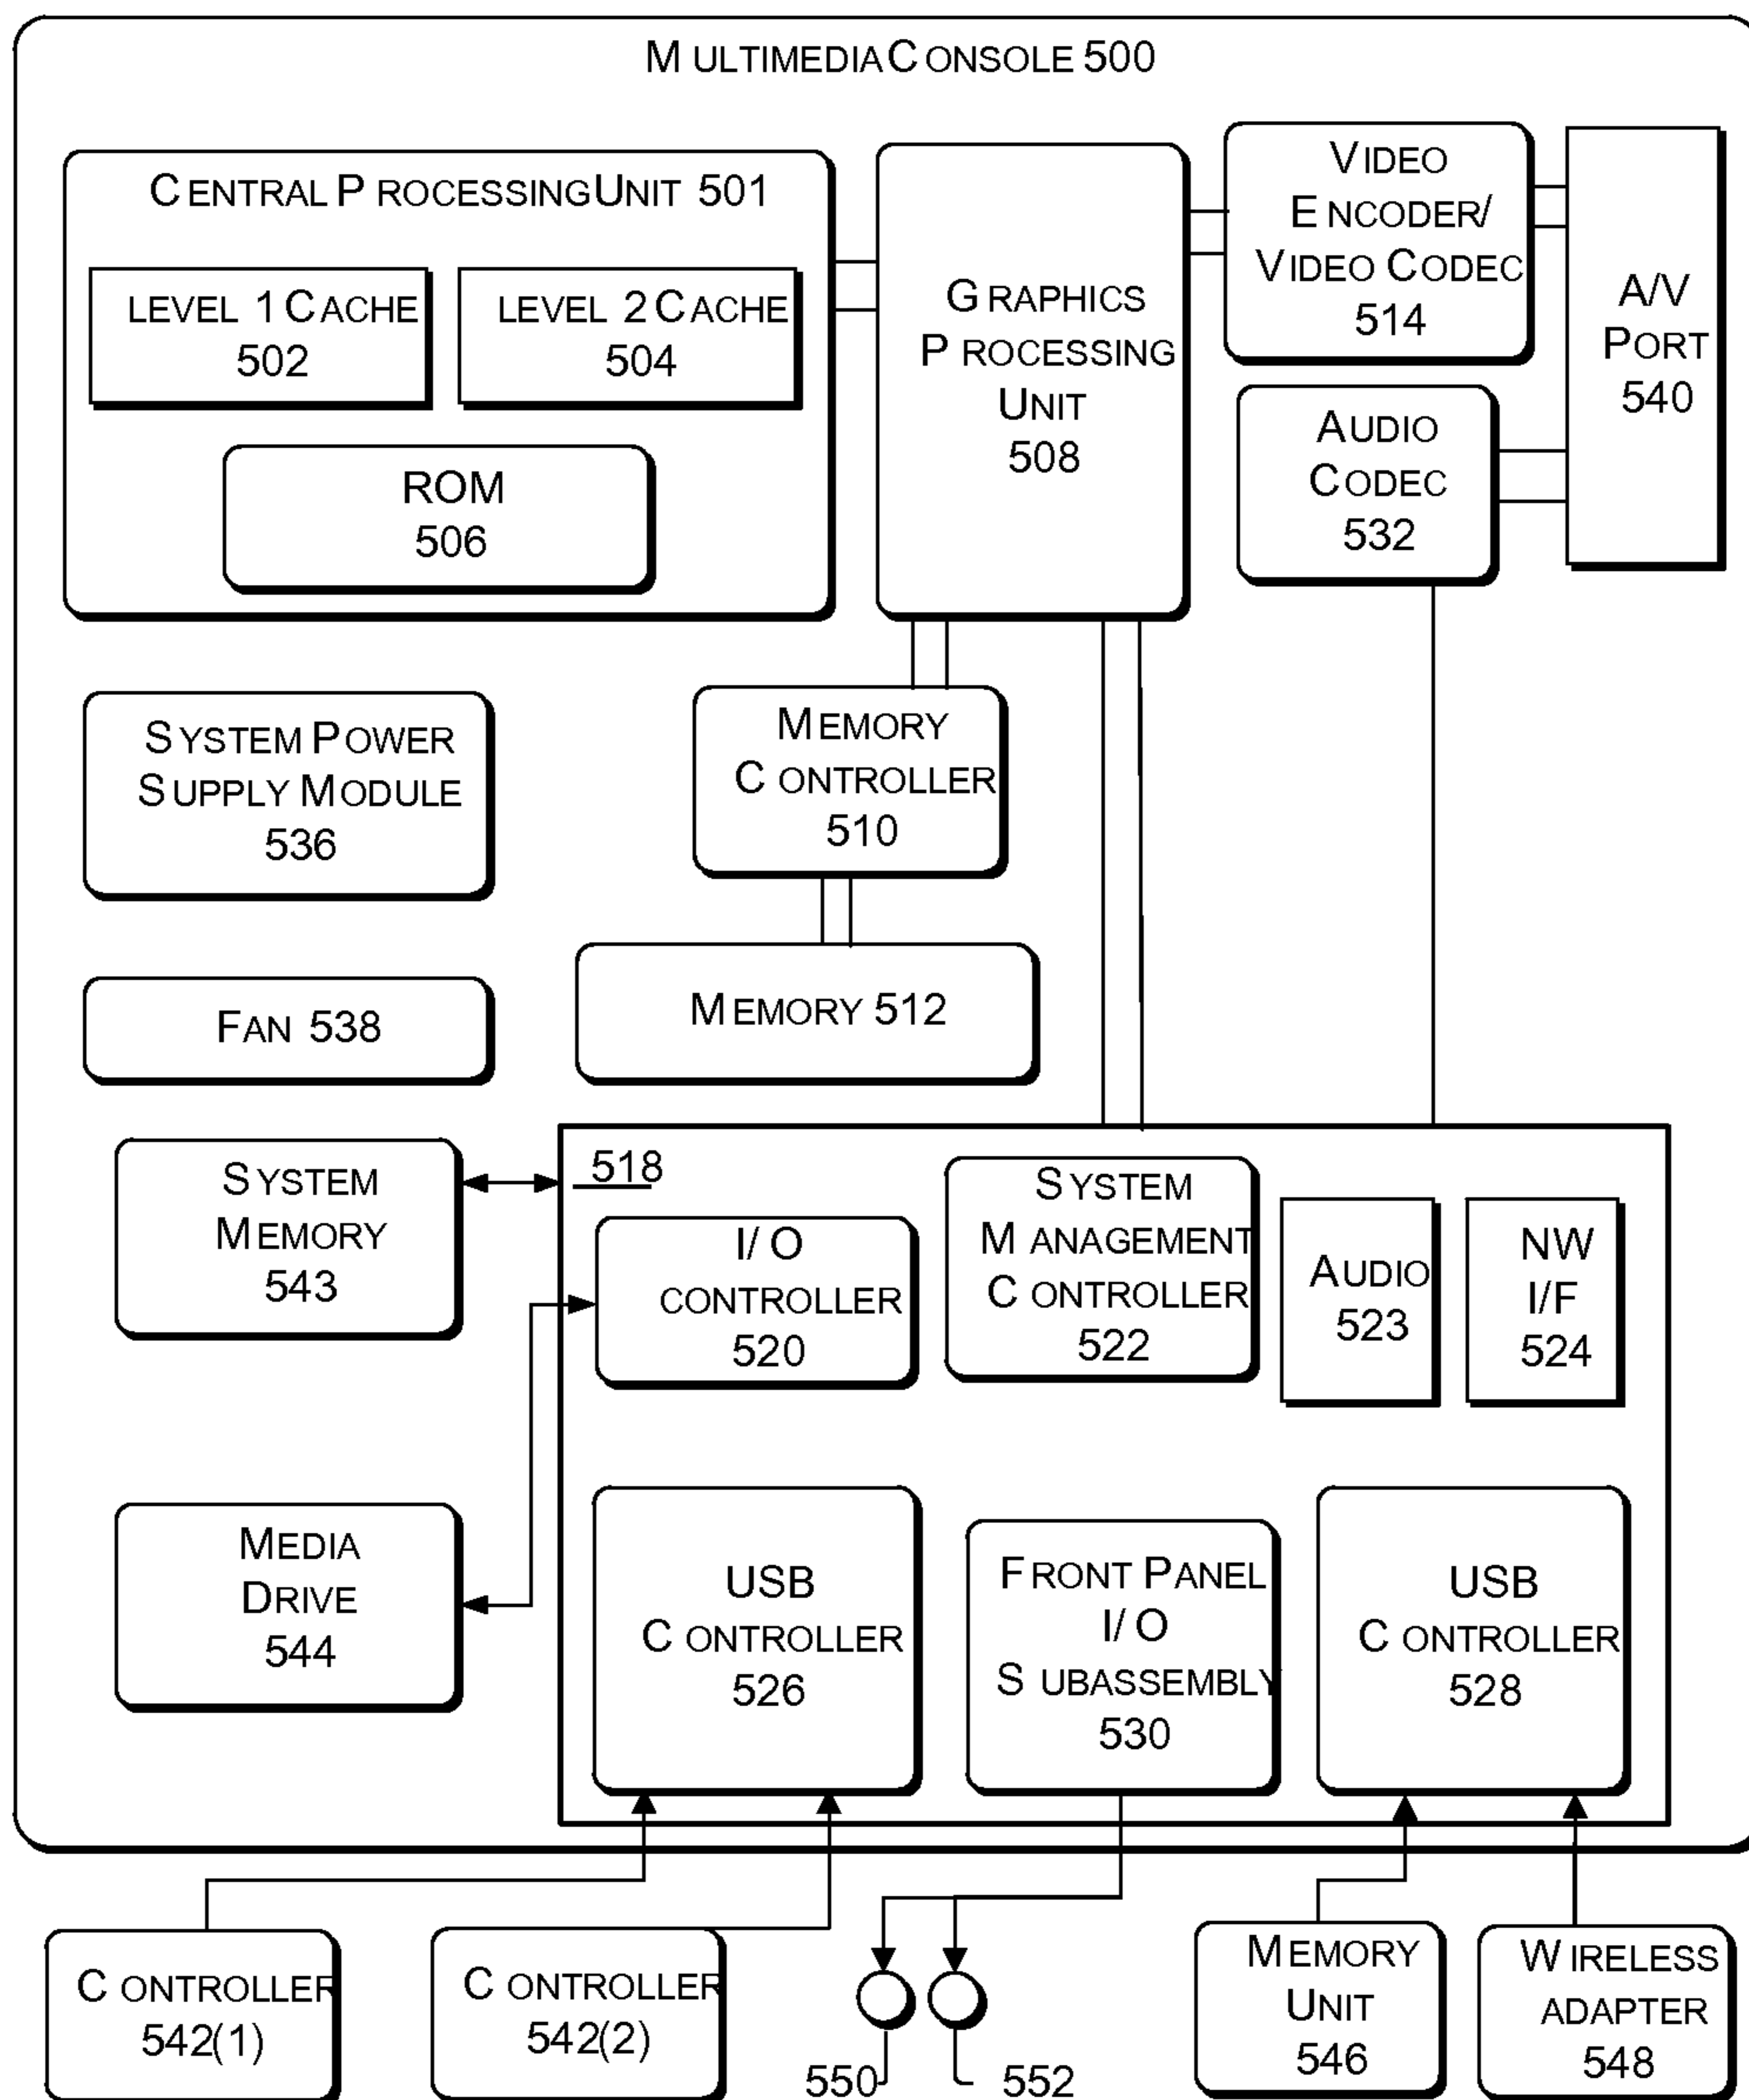 MULTIMEDIA CONSOLE 500
CENTRAL PROCESSING UNIT 501
LEVEL 1 CACHE
502
LEVEL 2 CACHE
504
ROM
506
GRAPHICS
PROCESSING
UNIT
508
VIDEO
ENCODER/
VIDEO CODEC
514
A/V
PORT
540
AUDIO
CODEC
532
SYSTEM POWER
SUPPLY MODULE
536
MEMORY
CONTROLLER
510
FAN 538
MEMORY 512
SYSTEM
MEMORY
543
518
I/O
CONTROLLER
520
SYSTEM
MANAGEMENT
CONTROLLER
522
AUDIO
523
NW
I/F
524
MEDIA
DRIVE
544
USB
CONTROLLER
526
FRONT PANEL
I/O
SUBASSEMBLY
530
USB
CONTROLLER
528
CONTROLLER
542(1)
CONTROLLER
542(2)
550
552
MEMORY
UNIT
546
WIRELESS
ADAPTER
548